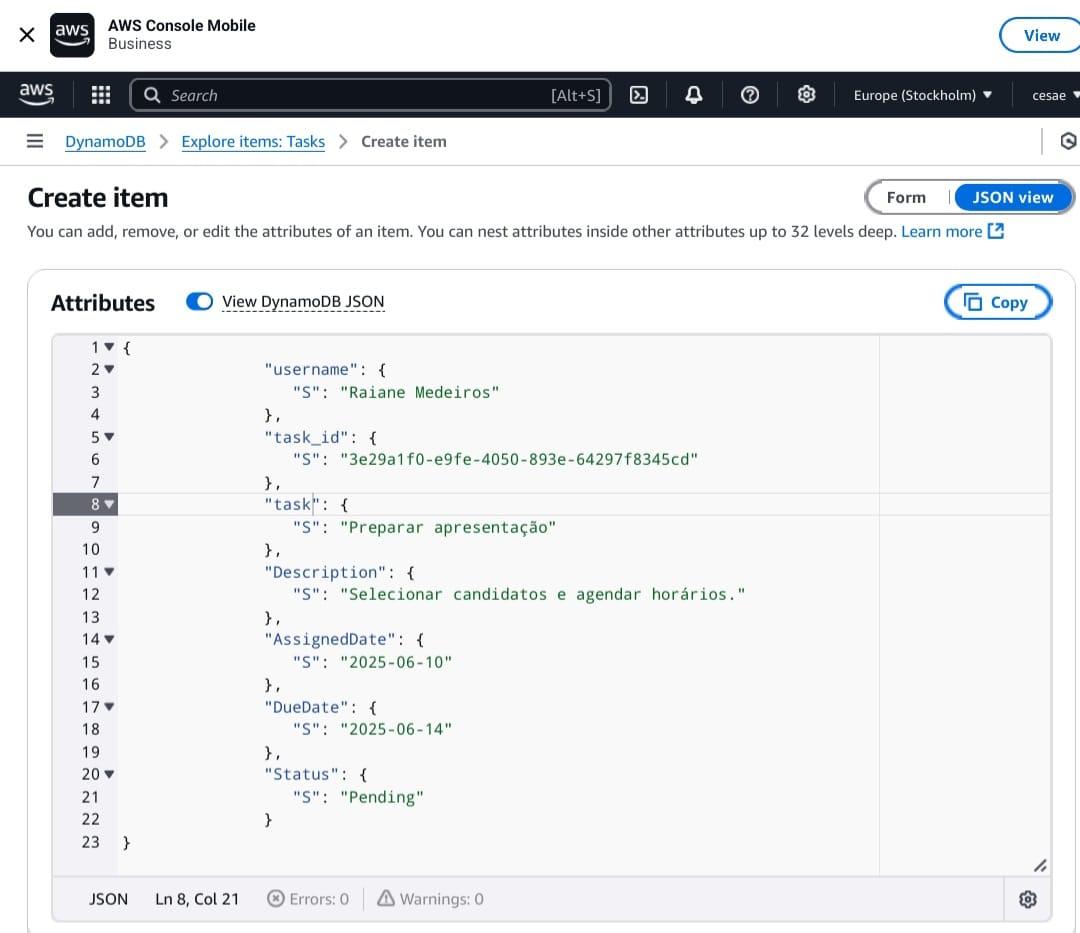 aws
AWS Console Mobile
Business
View
aws
Search
[Alt+S]
Europe (Stockholm)
cesae
DynamoDB
Explore items: Tasks
Create item
Create item
Form
JSON view
You can add, remove, or edit the attributes of an item. You can nest attributes inside other attributes up to 32 levels deep. Learn more
Attributes
View DynamoDB JSON
Copy
1 {
2 "username": {
3 "S": "Raiane Medeiros"
4 },
5 "task_id": {
6 "S": "3e29a1f0-e9fe-4050-893e-64297f8345cd"
7 },
8 "task": {
9 "S": "Preparar apresentação"
10 },
11 "Description": {
12 "S": "Selecionar candidatos e agendar horários."
13 },
14 "AssignedDate": {
15 "S": "2025-06-10"
16 },
17 "DueDate": {
18 "S": "2025-06-14"
19 },
20 "Status": {
21 "S": "Pending"
22 }
23 }
JSON
Ln 8, Col 21
Errors: 0
Warnings: 0